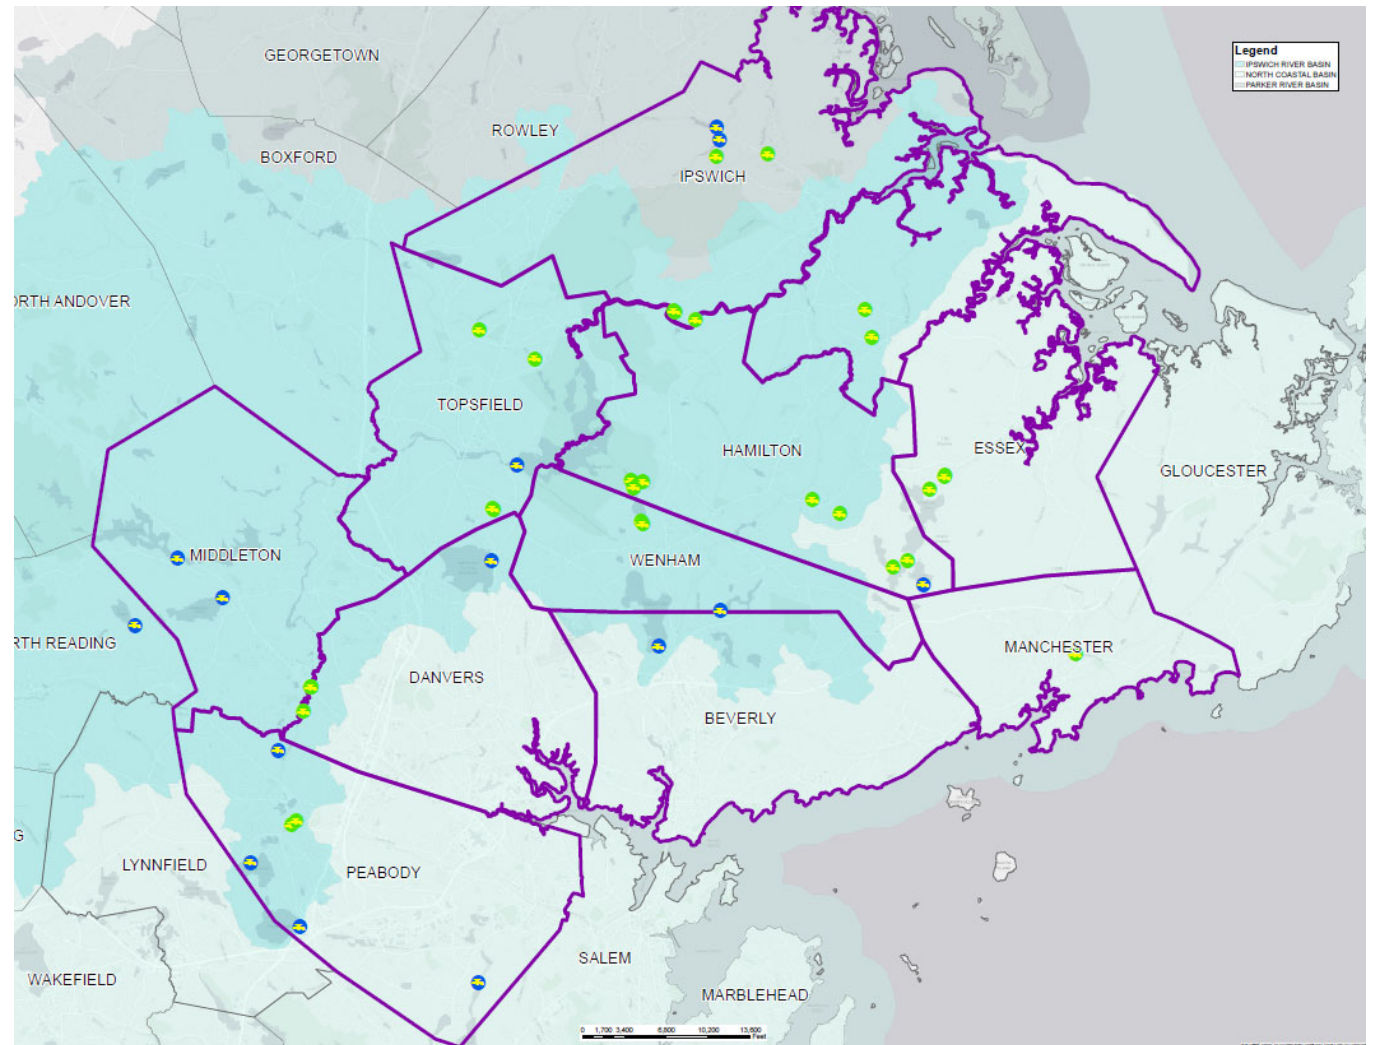 GEORGETOWN
Legend
IPSWICH RIVER BASIN
NORTH COASTAL BASIN
PARKER RIVER BASIN
ROWLEY
BOXFORD
IPSWICH
ORTH ANDOVER
TOPSFIELD
HAMILTON
ESSEX
GLOUCESTER
MIDDLETON
WENHAM
RTH READING
MANCHESTER
DANVERS
BEVERLY
G
LYNNFIELD
PEABODY
SALEM
WAKEFIELD
MARBLEHEAD
0 1,700 3,400 6,800 10,200 13,600
Feet